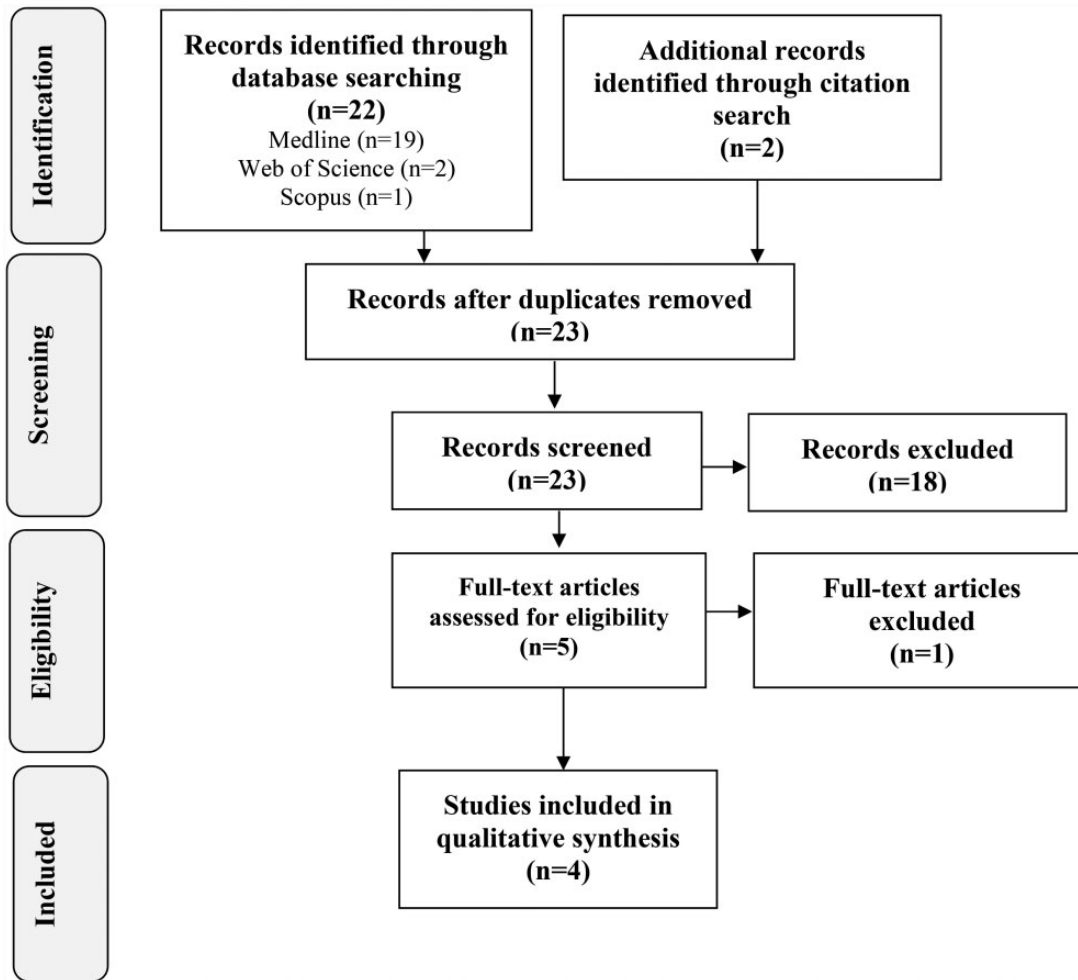 Identification
Records identified through
database searching
(n=22)
Medline (n=19)
Web of Science (n=2)
Scopus (n=1)
Additional records
identified through citation
search
(n=2)
Screening
Records after duplicates removed
(n=23)
Records screened
(n=23)
Records excluded
(n=18)
Eligibility
Full-text articles
assessed for eligibility
(n=5)
Full-text articles
excluded
(n=1)
Included
Studies included in
qualitative synthesis
(n=4)